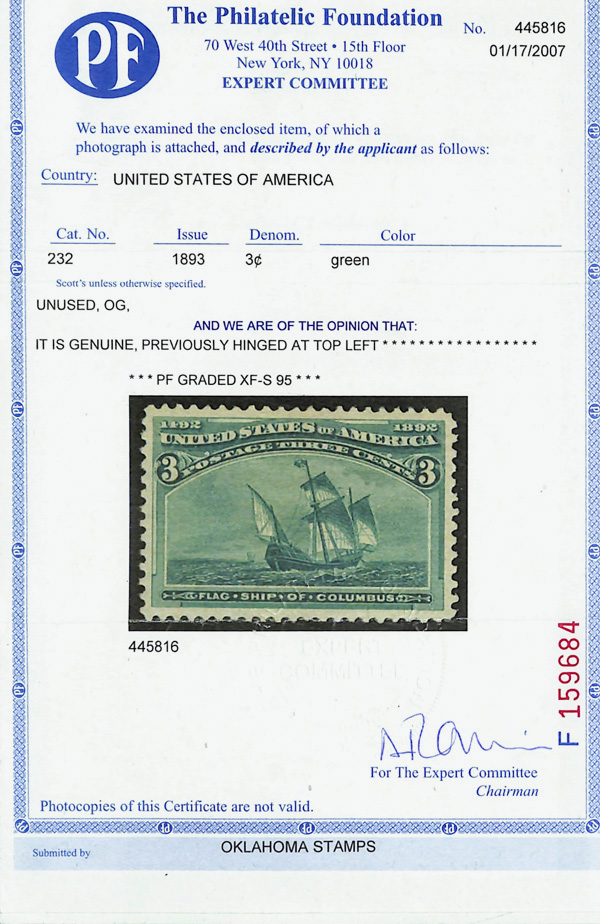 PF
The Philatelic Foundation
70 West 40th Street • 15th Floor
New York, NY 10018
EXPERT COMMITTEE
No. 445816
01/17/2007
We have examined the enclosed item, of which a
photograph is attached, and described by the applicant as follows:
Country: UNITED STATES OF AMERICA
Cat. No. Issue Denom. Color
232 1893 3¢ green
Scott's unless otherwise specified.
UNUSED, OG,
AND WE ARE OF THE OPINION THAT:
IT IS GENUINE, PREVIOUSLY HINGED AT TOP LEFT * * * * * * * * * * * * * * * * * *
* * * PF GRADED XF-S 95 * * *
1492 1892
UNITED STATES OF AMERICA
POSTAGE THREE CENTS
3 3
FLAG • SHIP • OF • COLUMBUS
445816
EXPERT
COMMITTEE
F 159684
For The Expert Committee
Chairman
Photocopies of this Certificate are not valid.
Submitted by OKLAHOMA STAMPS